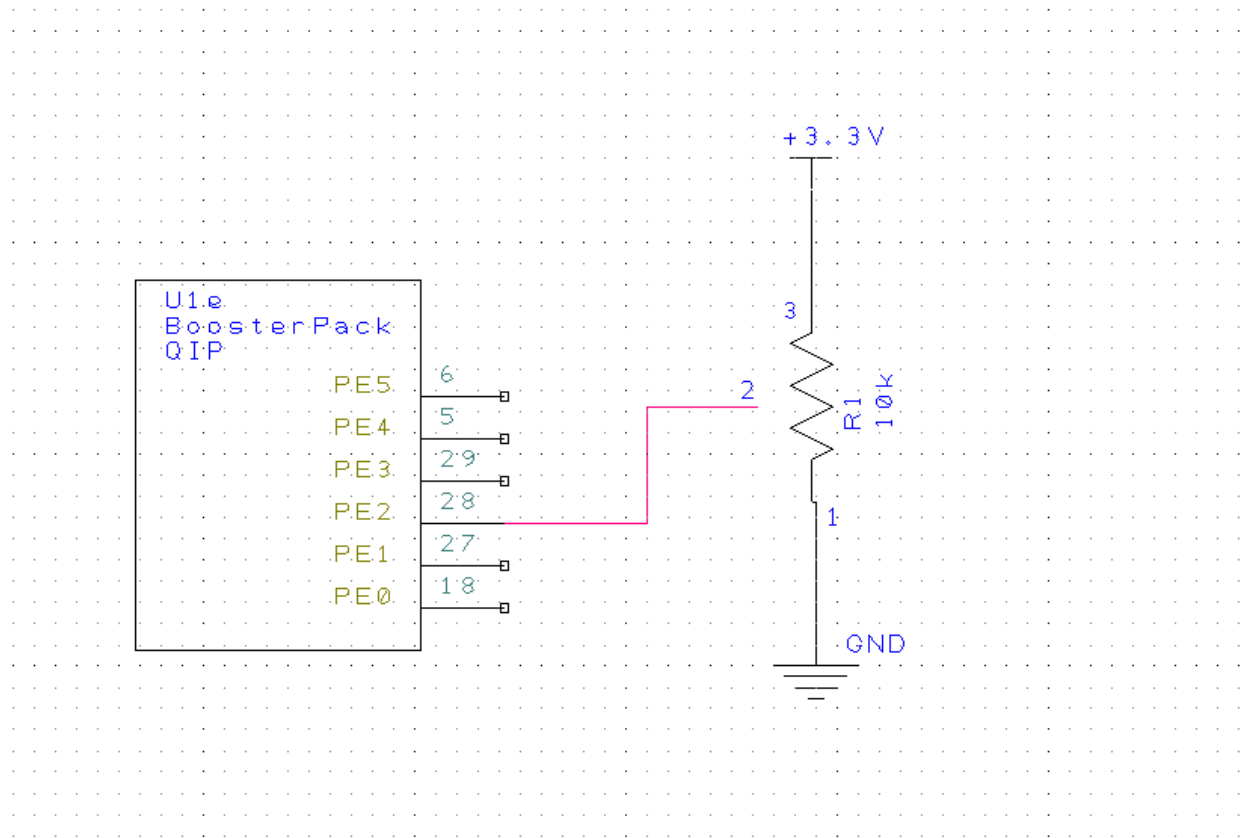 +3.3V
U1e
BoosterPack
QIP
3
PE5 6
2
R1
10k
PE4 5
PE3 29
PE2 28
1
PE1 27
PE0 18
GND